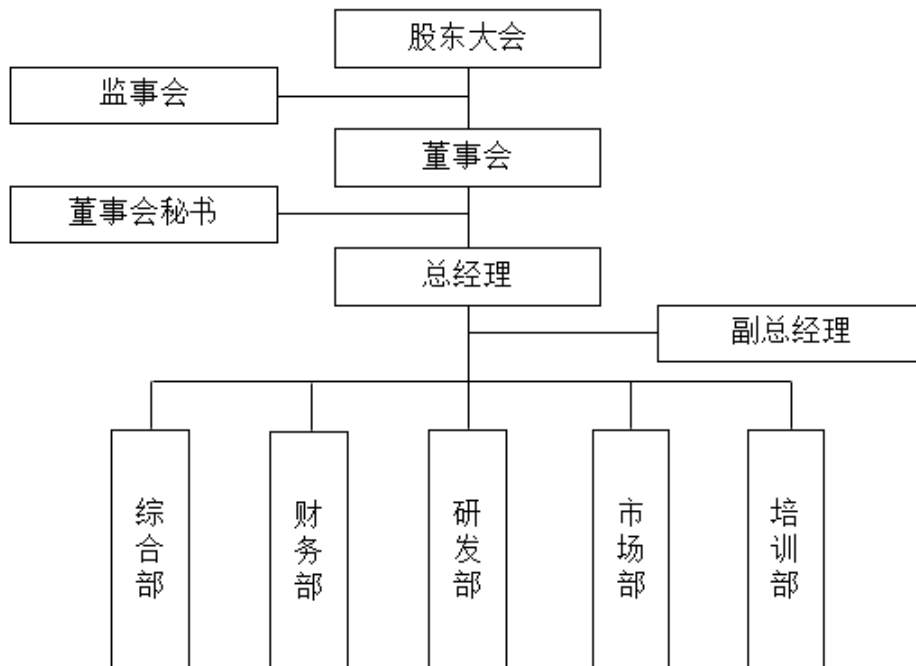 股东大会
监事会
董事会
董事会秘书
总经理
副总经理
综合部
财务部
研发部
市场部
培训部